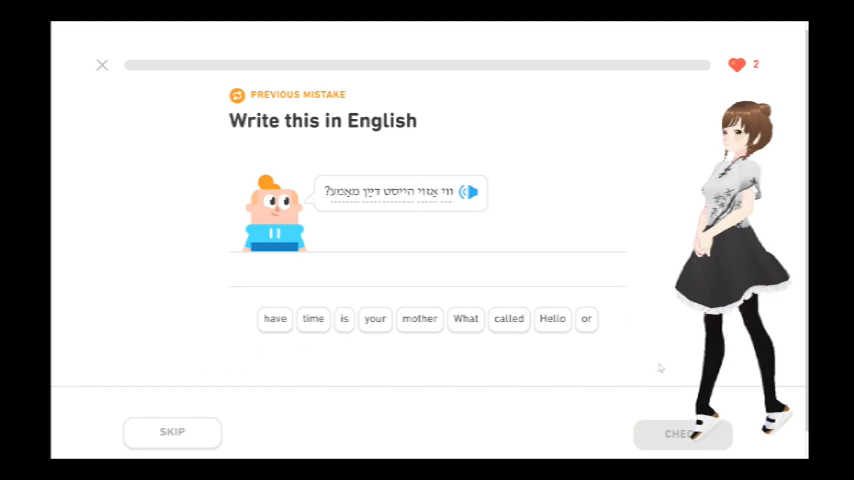 2
PREVIOUS MISTAKE
Write this in English
ווי אַזוי הייסט דײַן מאַמע?
have time is your mother What called Hello or
SKIP